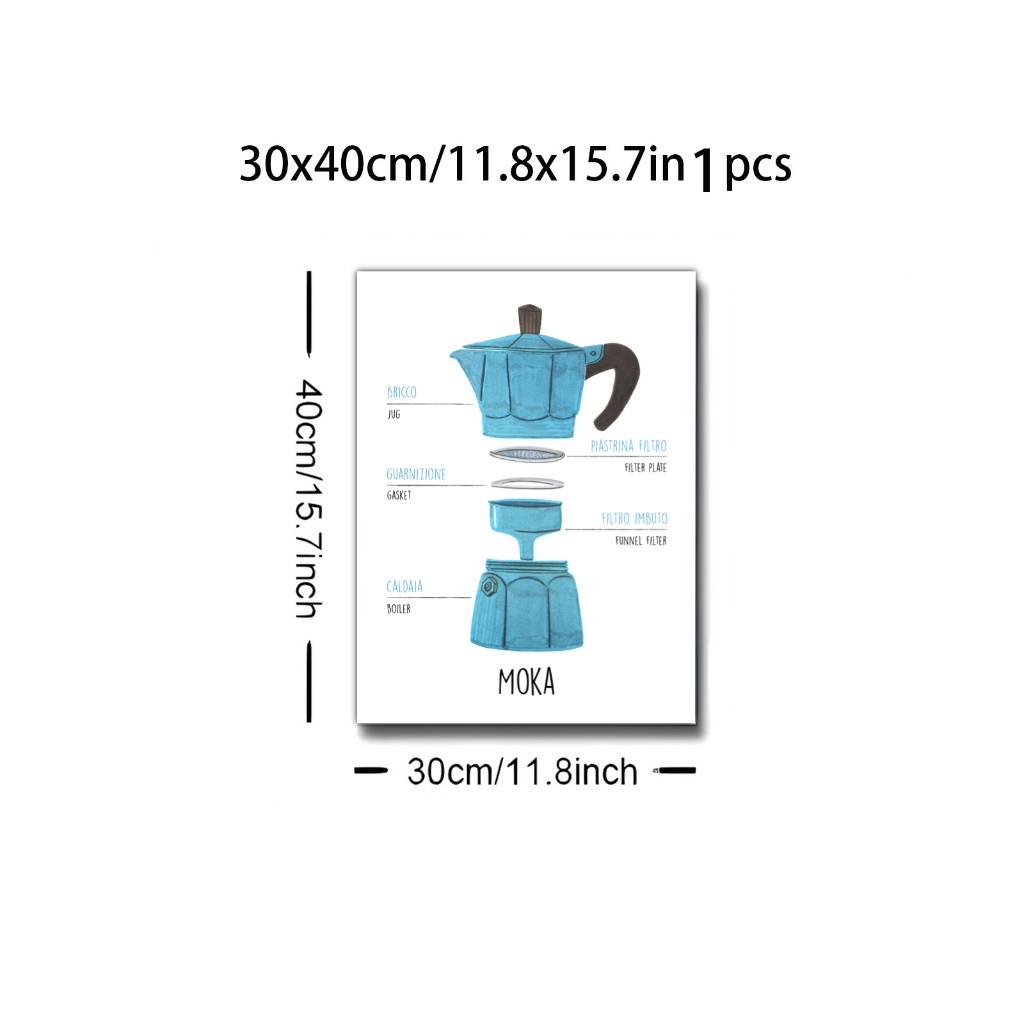 30x40cm/11.8x15.7in 1 pcs
40cm/15.7inch
BRICCO
JUG
PIASTRINA FILTRO
FILTER PLATE
GUARNIZIONE
GASKET
FILTRO IMBUTO
FUNNEL FILTER
CALDAIA
BOILER
MOKA
30cm/11.8inch